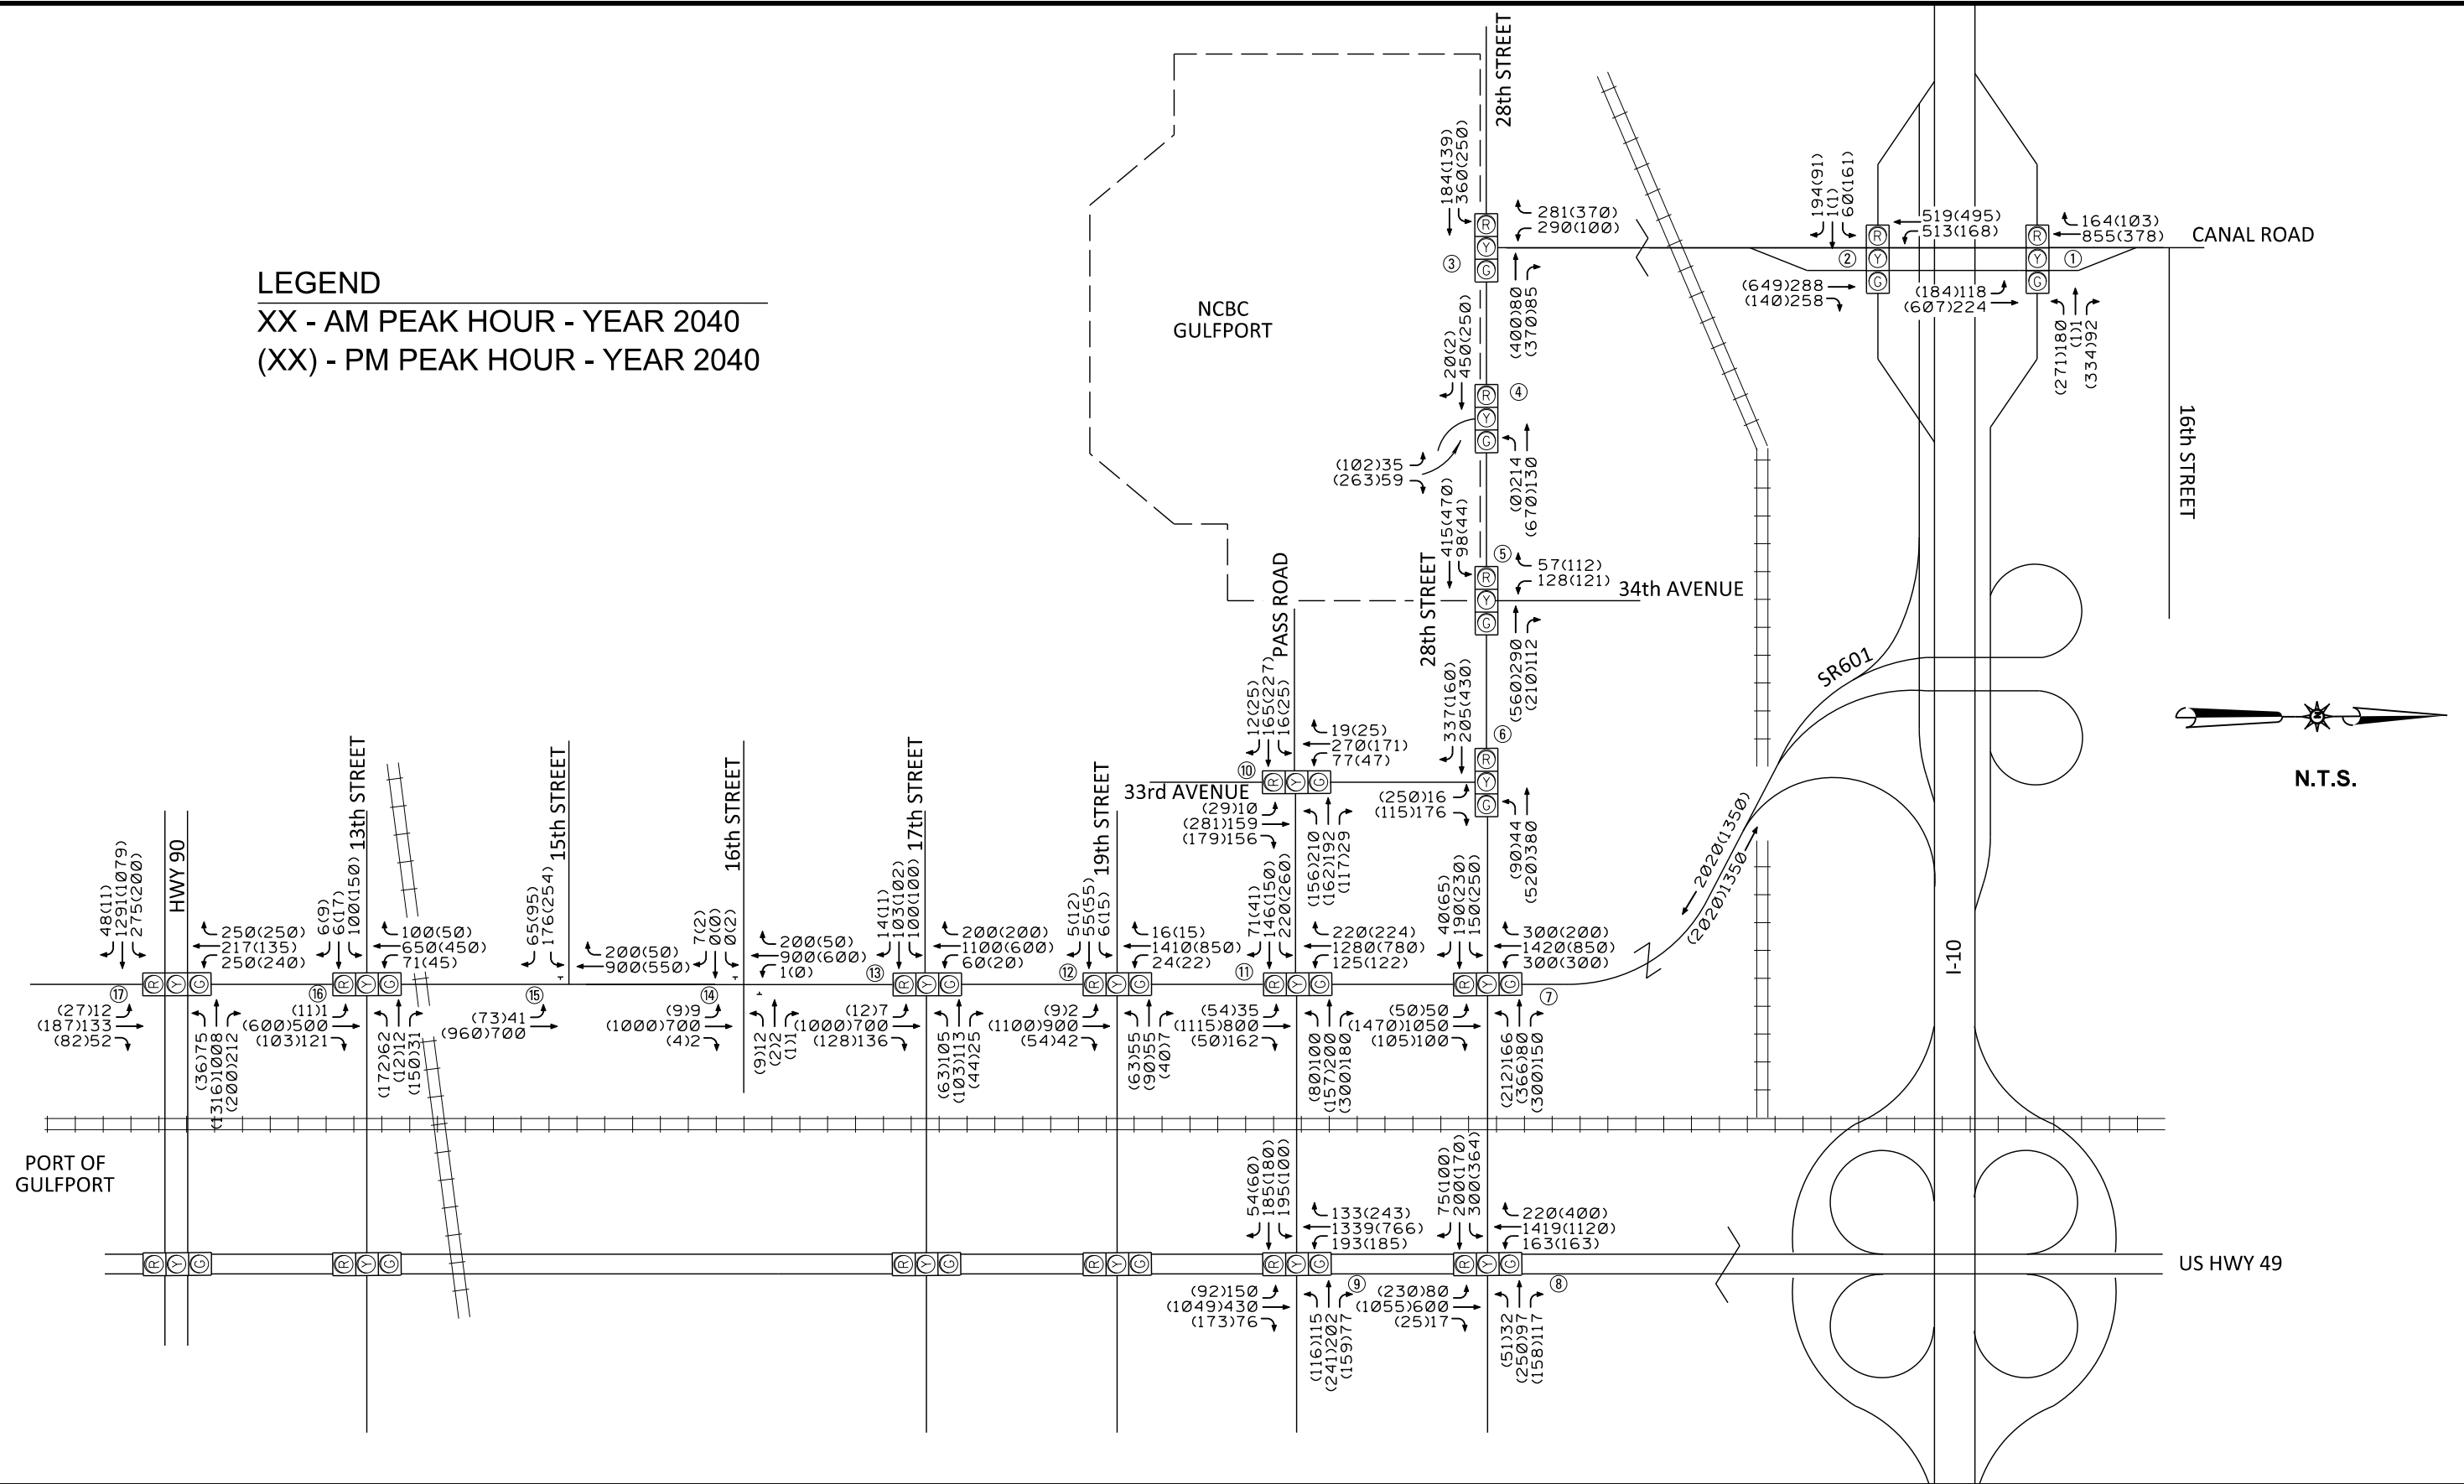 LEGEND
XX - AM PEAK HOUR - YEAR 2040
(XX) - PM PEAK HOUR - YEAR 2040
NCBC
GULFPORT
28th STREET
184(139)
360(250)
R
Y
G
3
281(370)
290(100)
(400)80
(370)85
194(91)
1(1)
60(161)
519(495)
513(168)
R
Y
G
2
(649)288
(140)258
(184)118
(607)224
R
Y
G
1
164(103)
855(378)
CANAL ROAD
(271)180
(1)1
(334)92
16th STREET
20(2)
450(250)
R
Y
G
4
(102)35
(263)59
(0)214
(670)130
415(470)
98(44)
28th STREET
R
Y
G
5
57(112)
128(121)
34th AVENUE
(560)290
(210)112
SR601
N
N.T.S.
PASS ROAD
12(25)
165(227)
16(25)
19(25)
270(171)
77(47)
10
R
Y
G
33rd AVENUE
(29)10
(281)159
(179)156
(156)210
(162)192
(117)29
337(160)
205(430)
6
R
Y
G
(250)16
(115)176
(90)44
(520)380
2020(1350)
(2020)1350
I-10
HWY 90
48(11)
1291(1079)
275(200)
250(250)
217(135)
250(240)
17
R
Y
G
(27)12
(187)133
(82)52
(36)75
(1316)1008
(200)212
13th STREET
6(9)
6(17)
100(150)
100(50)
650(450)
71(45)
16
R
Y
G
(11)1
(600)500
(103)121
(172)62
(12)12
(150)31
15th STREET
65(95)
176(254)
200(50)
900(550)
15
(73)41
(960)700
16th STREET
7(2)
0(0)
0(2)
200(50)
900(600)
1(0)
14
(9)9
(1000)700
(4)2
(9)12
(2)2
(1)1
17th STREET
14(11)
103(102)
100(100)
200(200)
1100(600)
60(20)
13
R
Y
G
(12)7
(1000)700
(128)136
(63)105
(103)113
(44)25
19th STREET
5(12)
55(55)
6(15)
16(15)
1410(850)
24(22)
12
R
Y
G
(9)2
(1100)900
(54)42
(63)55
(90)55
(40)7
71(41)
146(150)
220(260)
220(224)
1280(780)
125(122)
11
R
Y
G
(54)35
(1115)800
(50)162
(80)100
(157)200
(300)180
40(65)
190(230)
150(250)
300(200)
1420(850)
300(300)
R
Y
G
7
(50)50
(1470)1050
(105)100
(212)166
(366)80
(300)150
PORT OF
GULFPORT
R
Y
G
R
Y
G
R
Y
G
R
Y
G
54(60)
185(180)
195(100)
133(243)
1339(766)
193(185)
R
Y
G
9
(92)150
(1049)430
(173)76
(116)115
(241)202
(159)77
75(100)
200(170)
300(364)
220(400)
1419(1120)
163(163)
R
Y
G
8
(230)80
(1055)600
(25)17
(51)32
(250)97
(158)117
US HWY 49